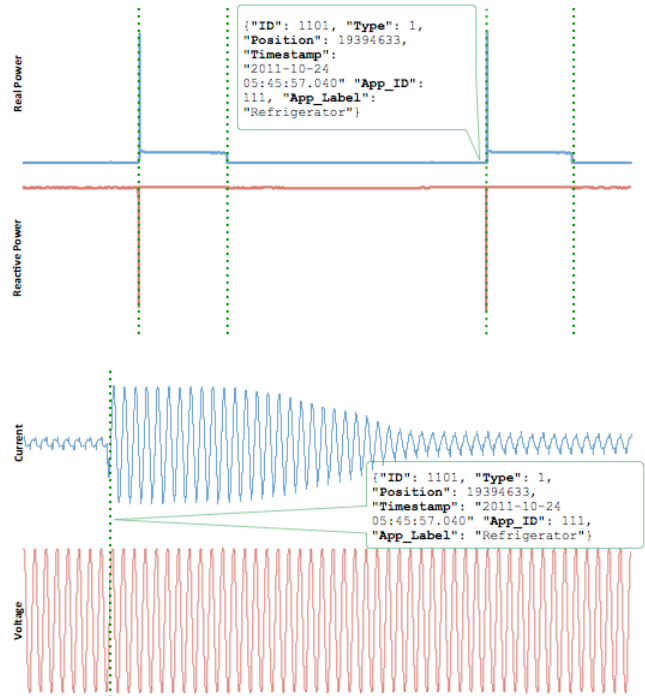 Real Power
{"ID": 1101, "Type": 1,
"Position": 19394633,
"Timestamp":
"2011-10-24
05:45:57.040" "App_ID":
111, "App_Label":
"Refrigerator"}
Reactive Power
Current
{"ID": 1101, "Type": 1,
"Position": 19394633,
"Timestamp": "2011-10-24
05:45:57.040" "App_ID": 111,
"App_Label": "Refrigerator"}
Voltage